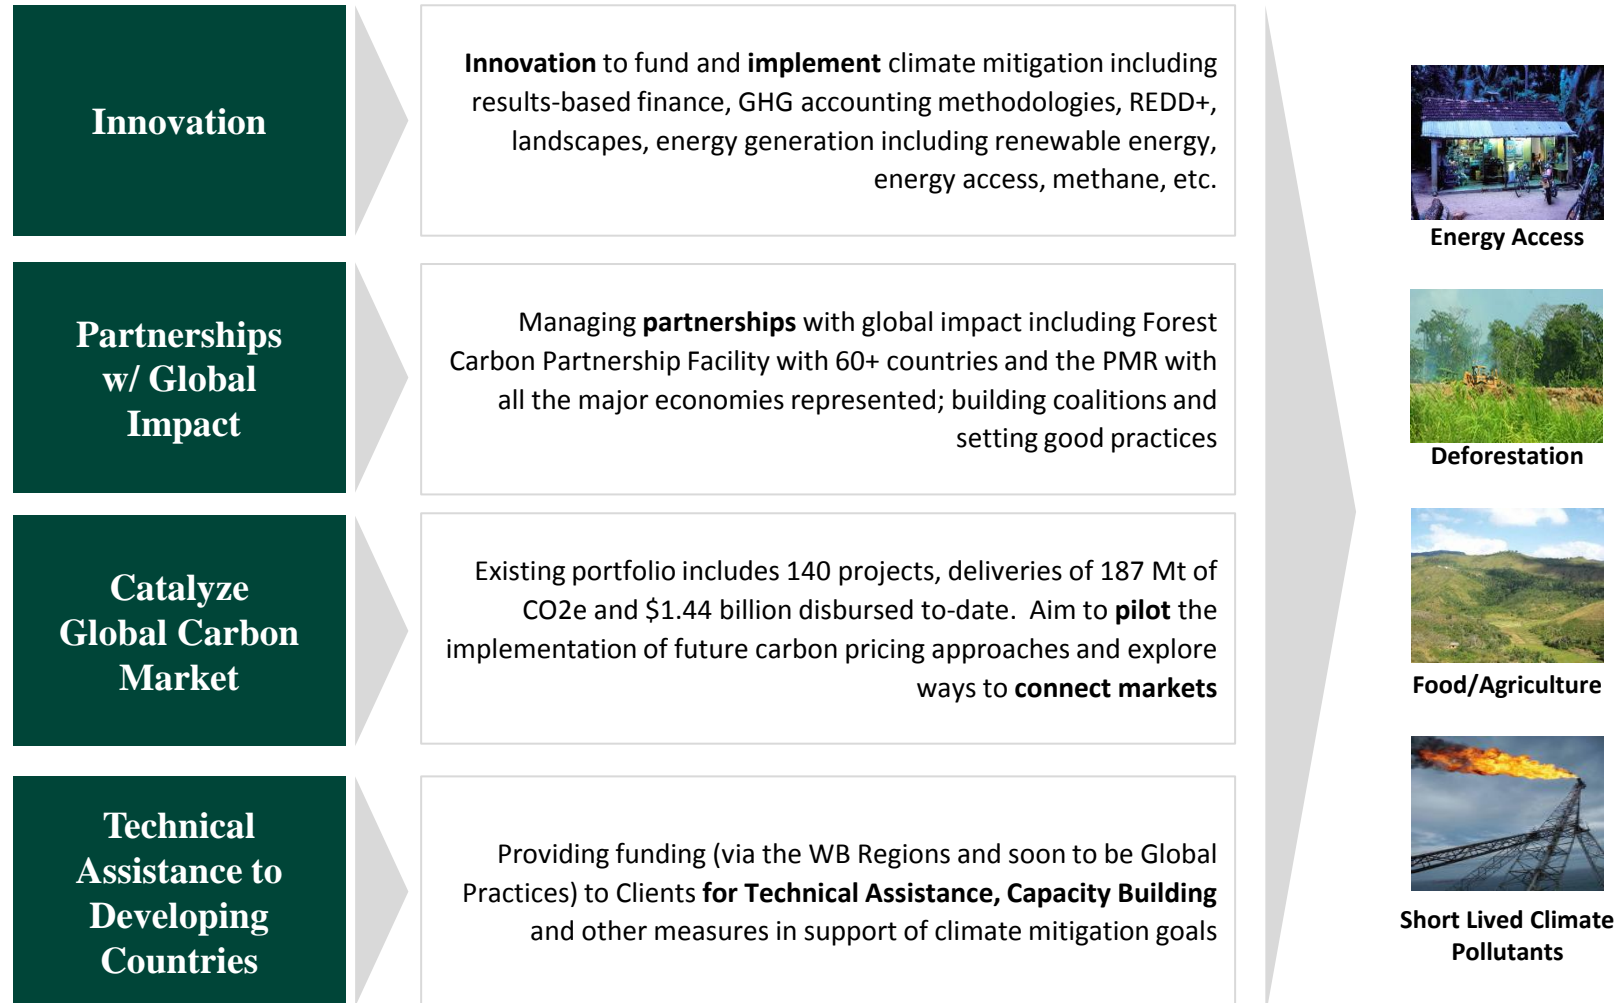 Innovation
Innovation to fund and implement climate mitigation including
results-based finance, GHG accounting methodologies, REDD+,
landscapes, energy generation including renewable energy,
energy access, methane, etc.
Partnerships
w/ Global
Impact
Managing partnerships with global impact including Forest
Carbon Partnership Facility with 60+ countries and the PMR with
all the major economies represented; building coalitions and
setting good practices
Catalyze
Global Carbon
Market
Existing portfolio includes 140 projects, deliveries of 187 Mt of
CO2e and $1.44 billion disbursed to-date.  Aim to pilot the
implementation of future carbon pricing approaches and explore
ways to connect markets
Technical
Assistance to
Developing
Countries
Providing funding (via the WB Regions and soon to be Global
Practices) to Clients for Technical Assistance, Capacity Building
and other measures in support of climate mitigation goals
Energy Access
Deforestation
Food/Agriculture
Short Lived Climate
Pollutants